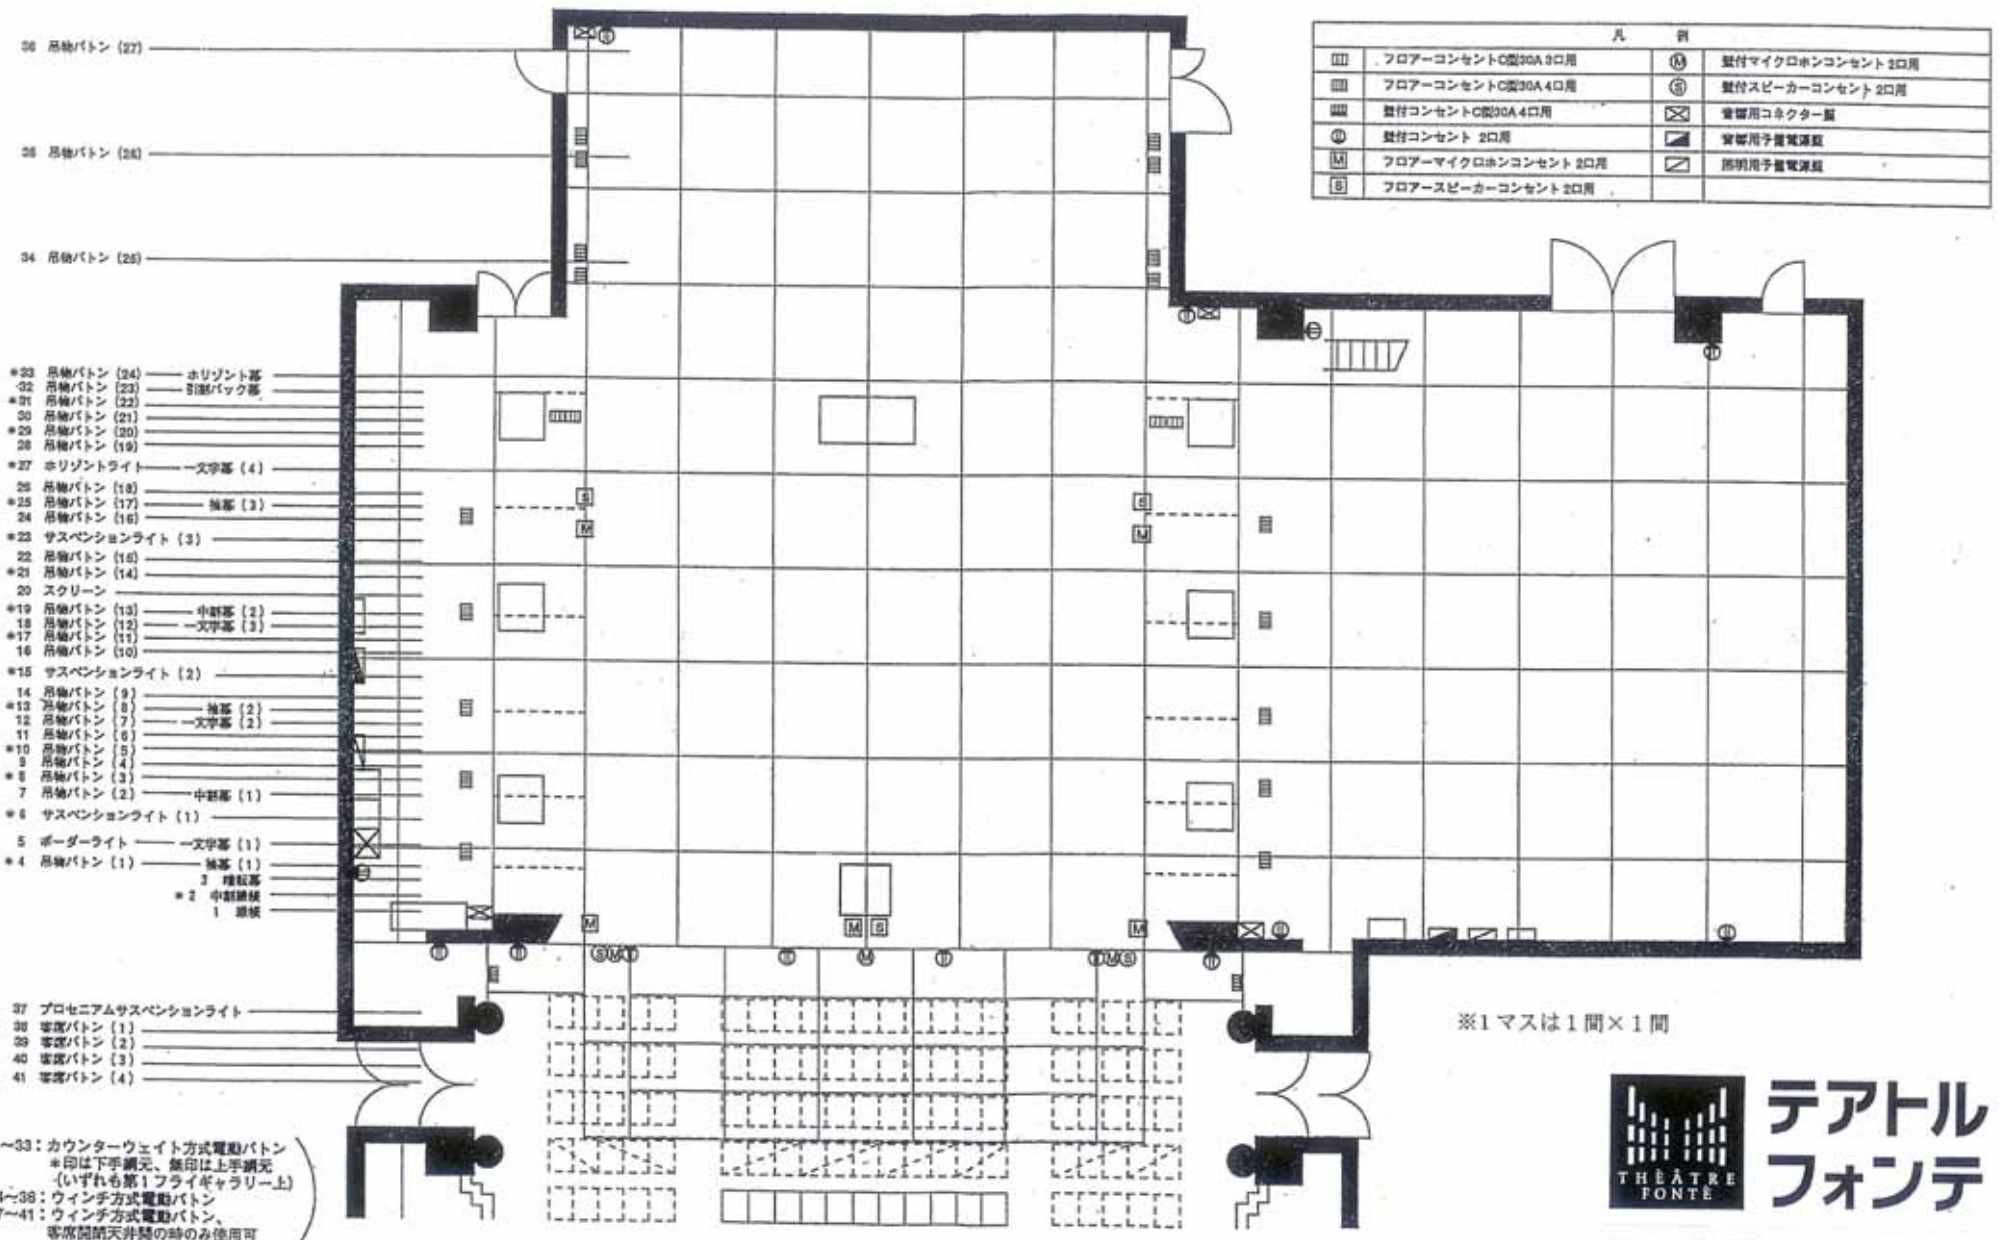 36 吊物バトン (27)
35 吊物バトン (26)
34 吊物バトン (25)
*33 吊物バトン (24) ホリゾント幕
32 吊物バトン (23) 引割バック幕
*31 吊物バトン (22)
30 吊物バトン (21)
*29 吊物バトン (20)
28 吊物バトン (19)
*27 ホリゾントライト 一文字幕 (4)
26 吊物バトン (18)
*25 吊物バトン (17) 袖幕 (3)
24 吊物バトン (16)
*23 サスペンションライト (3)
22 吊物バトン (15)
*21 吊物バトン (14)
20 スクリーン
*19 吊物バトン (13) 中割幕 (2)
18 吊物バトン (12) 一文字幕 (3)
*17 吊物バトン (11)
16 吊物バトン (10)
*15 サスペンションライト (2)
14 吊物バトン (9)
*13 吊物バトン (8) 袖幕 (2)
12 吊物バトン (7) 一文字幕 (2)
11 吊物バトン (6)
*10 吊物バトン (5)
9 吊物バトン (4)
*8 吊物バトン (3)
7 吊物バトン (2) 中割幕 (1)
*6 サスペンションライト (1)
5 ボーダーライト 一文字幕 (1)
*4 吊物バトン (1) 袖幕 (1)
3 暗転幕
*2 中割緞帳
1 緞帳
37 プロセニアムサスペンションライト
38 客席バトン (1)
39 客席バトン (2)
40 客席バトン (3)
41 客席バトン (4)
~33：カウンターウェイト方式電動バトン
*印は下手綱元、無印は上手綱元
(いずれも第1フライギャラリー上)
4~36：ウィンチ方式電動バトン
7~41：ウィンチ方式電動バトン、
客席開閉天井開の時のみ使用可
凡例
フロアーコンセントC型30A 3口用
M 壁付マイクロホンコンセント 2口用
フロアーコンセントC型30A 4口用
S 壁付スピーカーコンセント 2口用
壁付コンセントC型30A 4口用
音響用コネクター盤
壁付コンセント 2口用
音響用予備電源盤
M フロアーマイクロホンコンセント 2口用
照明用予備電源盤
S フロアースピーカーコンセント 2口用
※1マスは1間×1間
THÉÂTRE
FONTE
テアトル
フォンテ